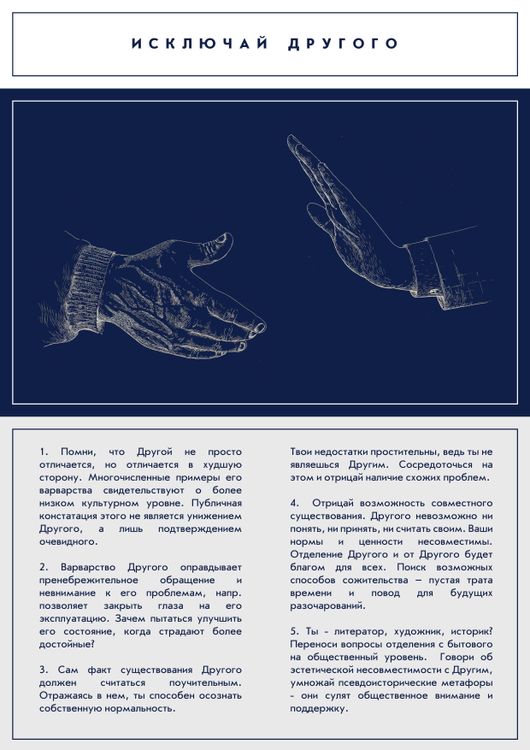 ИСКЛЮЧАЙ ДРУГОГО
1. Помни, что Другой не просто
отличается, но отличается в худшую
сторону. Многочисленные примеры его
варварства свидетельствуют о более
низком культурном уровне. Публичная
констатация этого не является унижением
Другого, а лишь подтверждением
очевидного.
2. Варварство Другого оправдывает
пренебрежительное обращение и
невнимание к его проблемам, напр.
позволяет закрыть глаза на его
эксплуатацию. Зачем пытаться улучшить
его состояние, когда страдают более
достойные?
3. Сам факт существования Другого
должен считаться поучительным.
Отражаясь в нем, ты способен осознать
собственную нормальность.
Твои недостатки простительны, ведь ты не
являешься Другим. Сосредоточься на
этом и отрицай наличие схожих проблем.
4. Отрицай возможность совместного
существования. Другого невозможно ни
понять, ни принять, ни считать своим. Ваши
нормы и ценности несовместимы.
Отделение Другого и от Другого будет
благом для всех. Поиск возможных
способов сожительства – пустая трата
времени и повод для будущих
разочарований.
5. Ты - литератор, художник, историк?
Переноси вопросы отделения с бытового
на общественный уровень. Говори об
эстетической несовместимости с Другим,
умножай псевдоисторические метафоры
- они сулят общественное внимание и
поддержку.